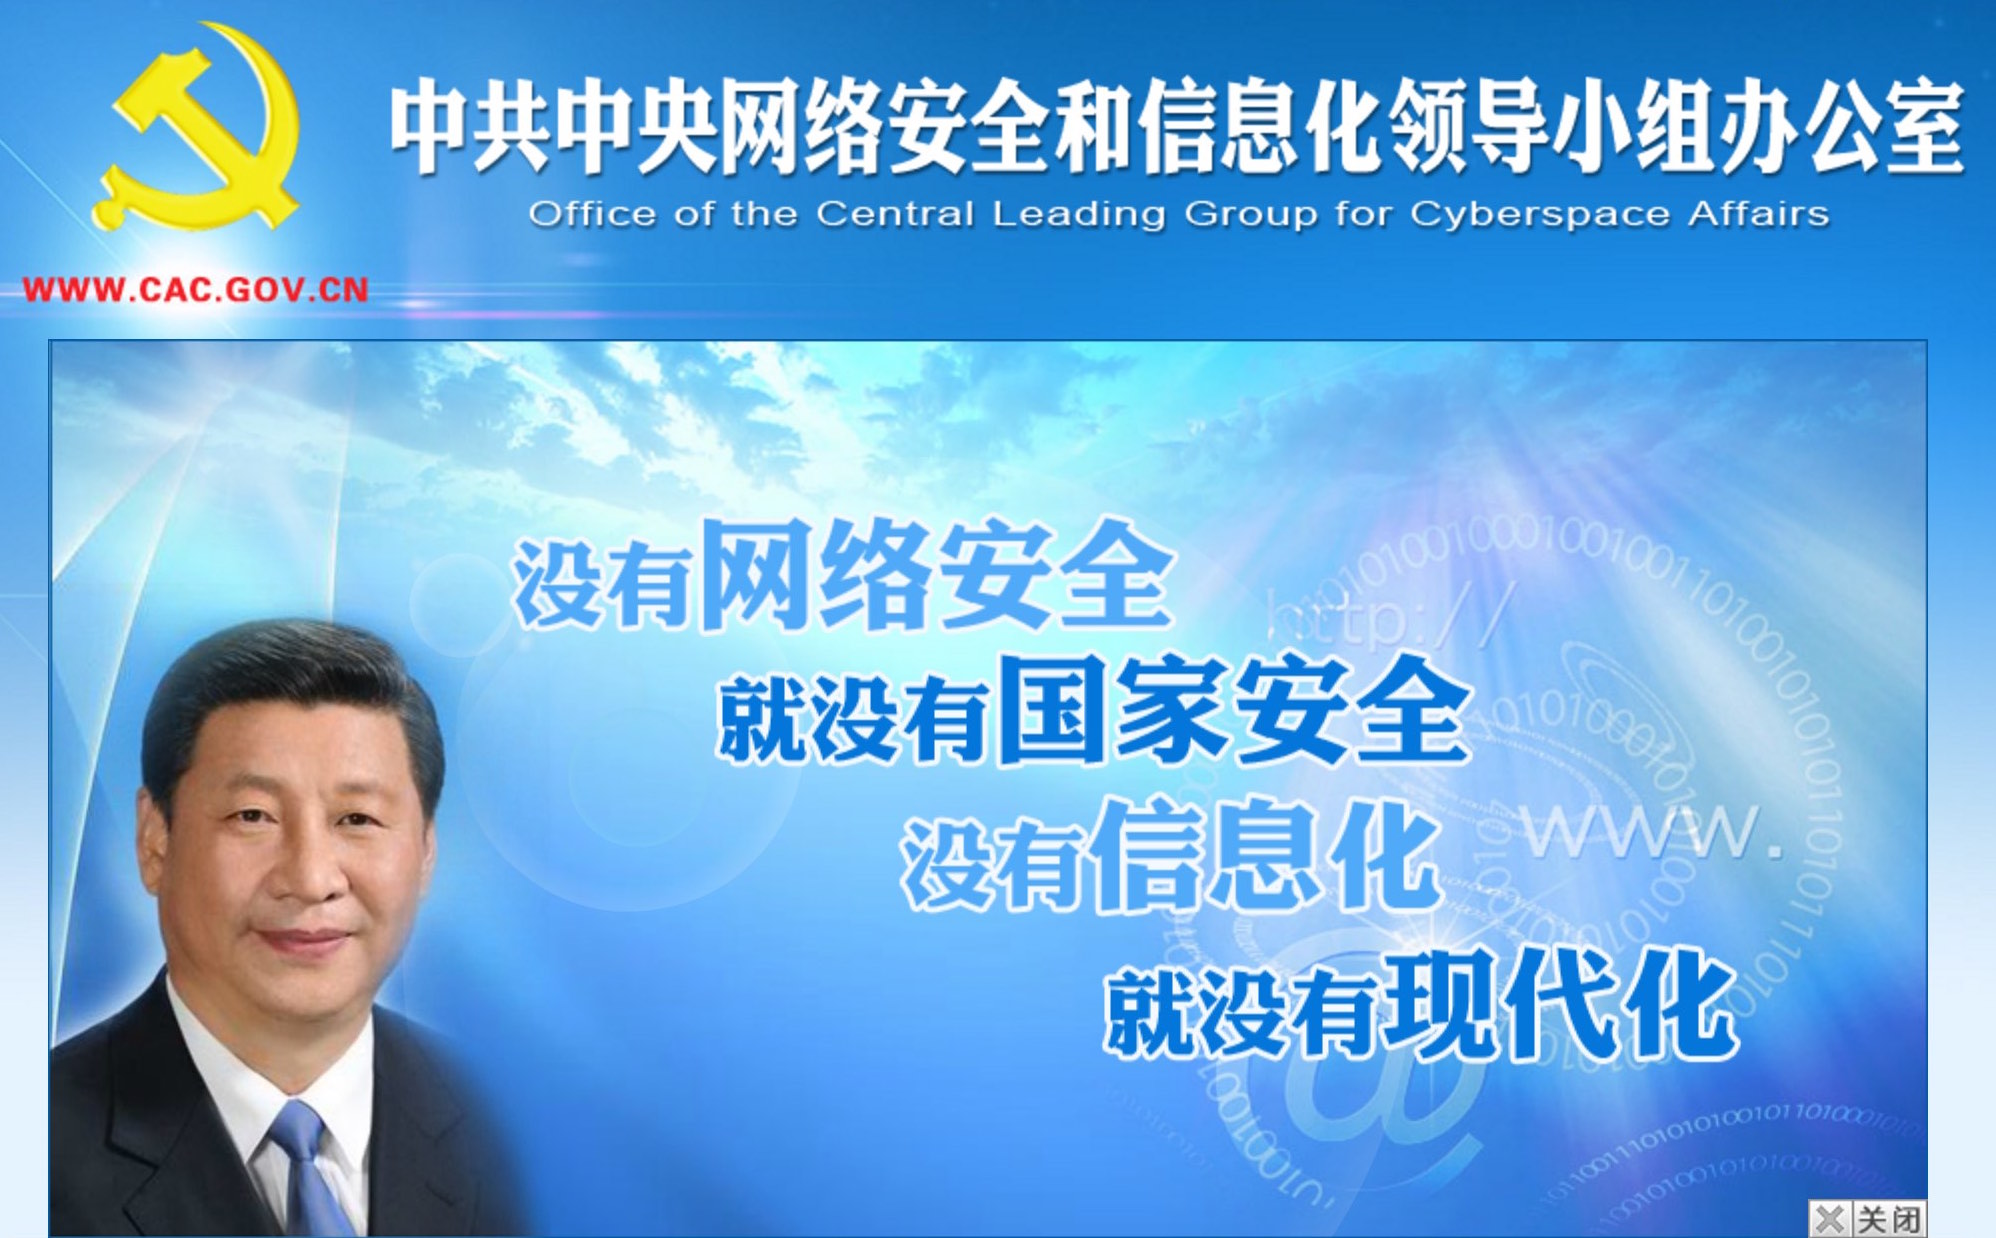 中共中央网络安全和信息化领导小组办公室
Office of the Central Leading Group for Cyberspace Affairs
WWW.CAC.GOV.CN
没有网络安全
http://
就没有国家安全
没有信息化
www.
就没有现代化
@
关闭